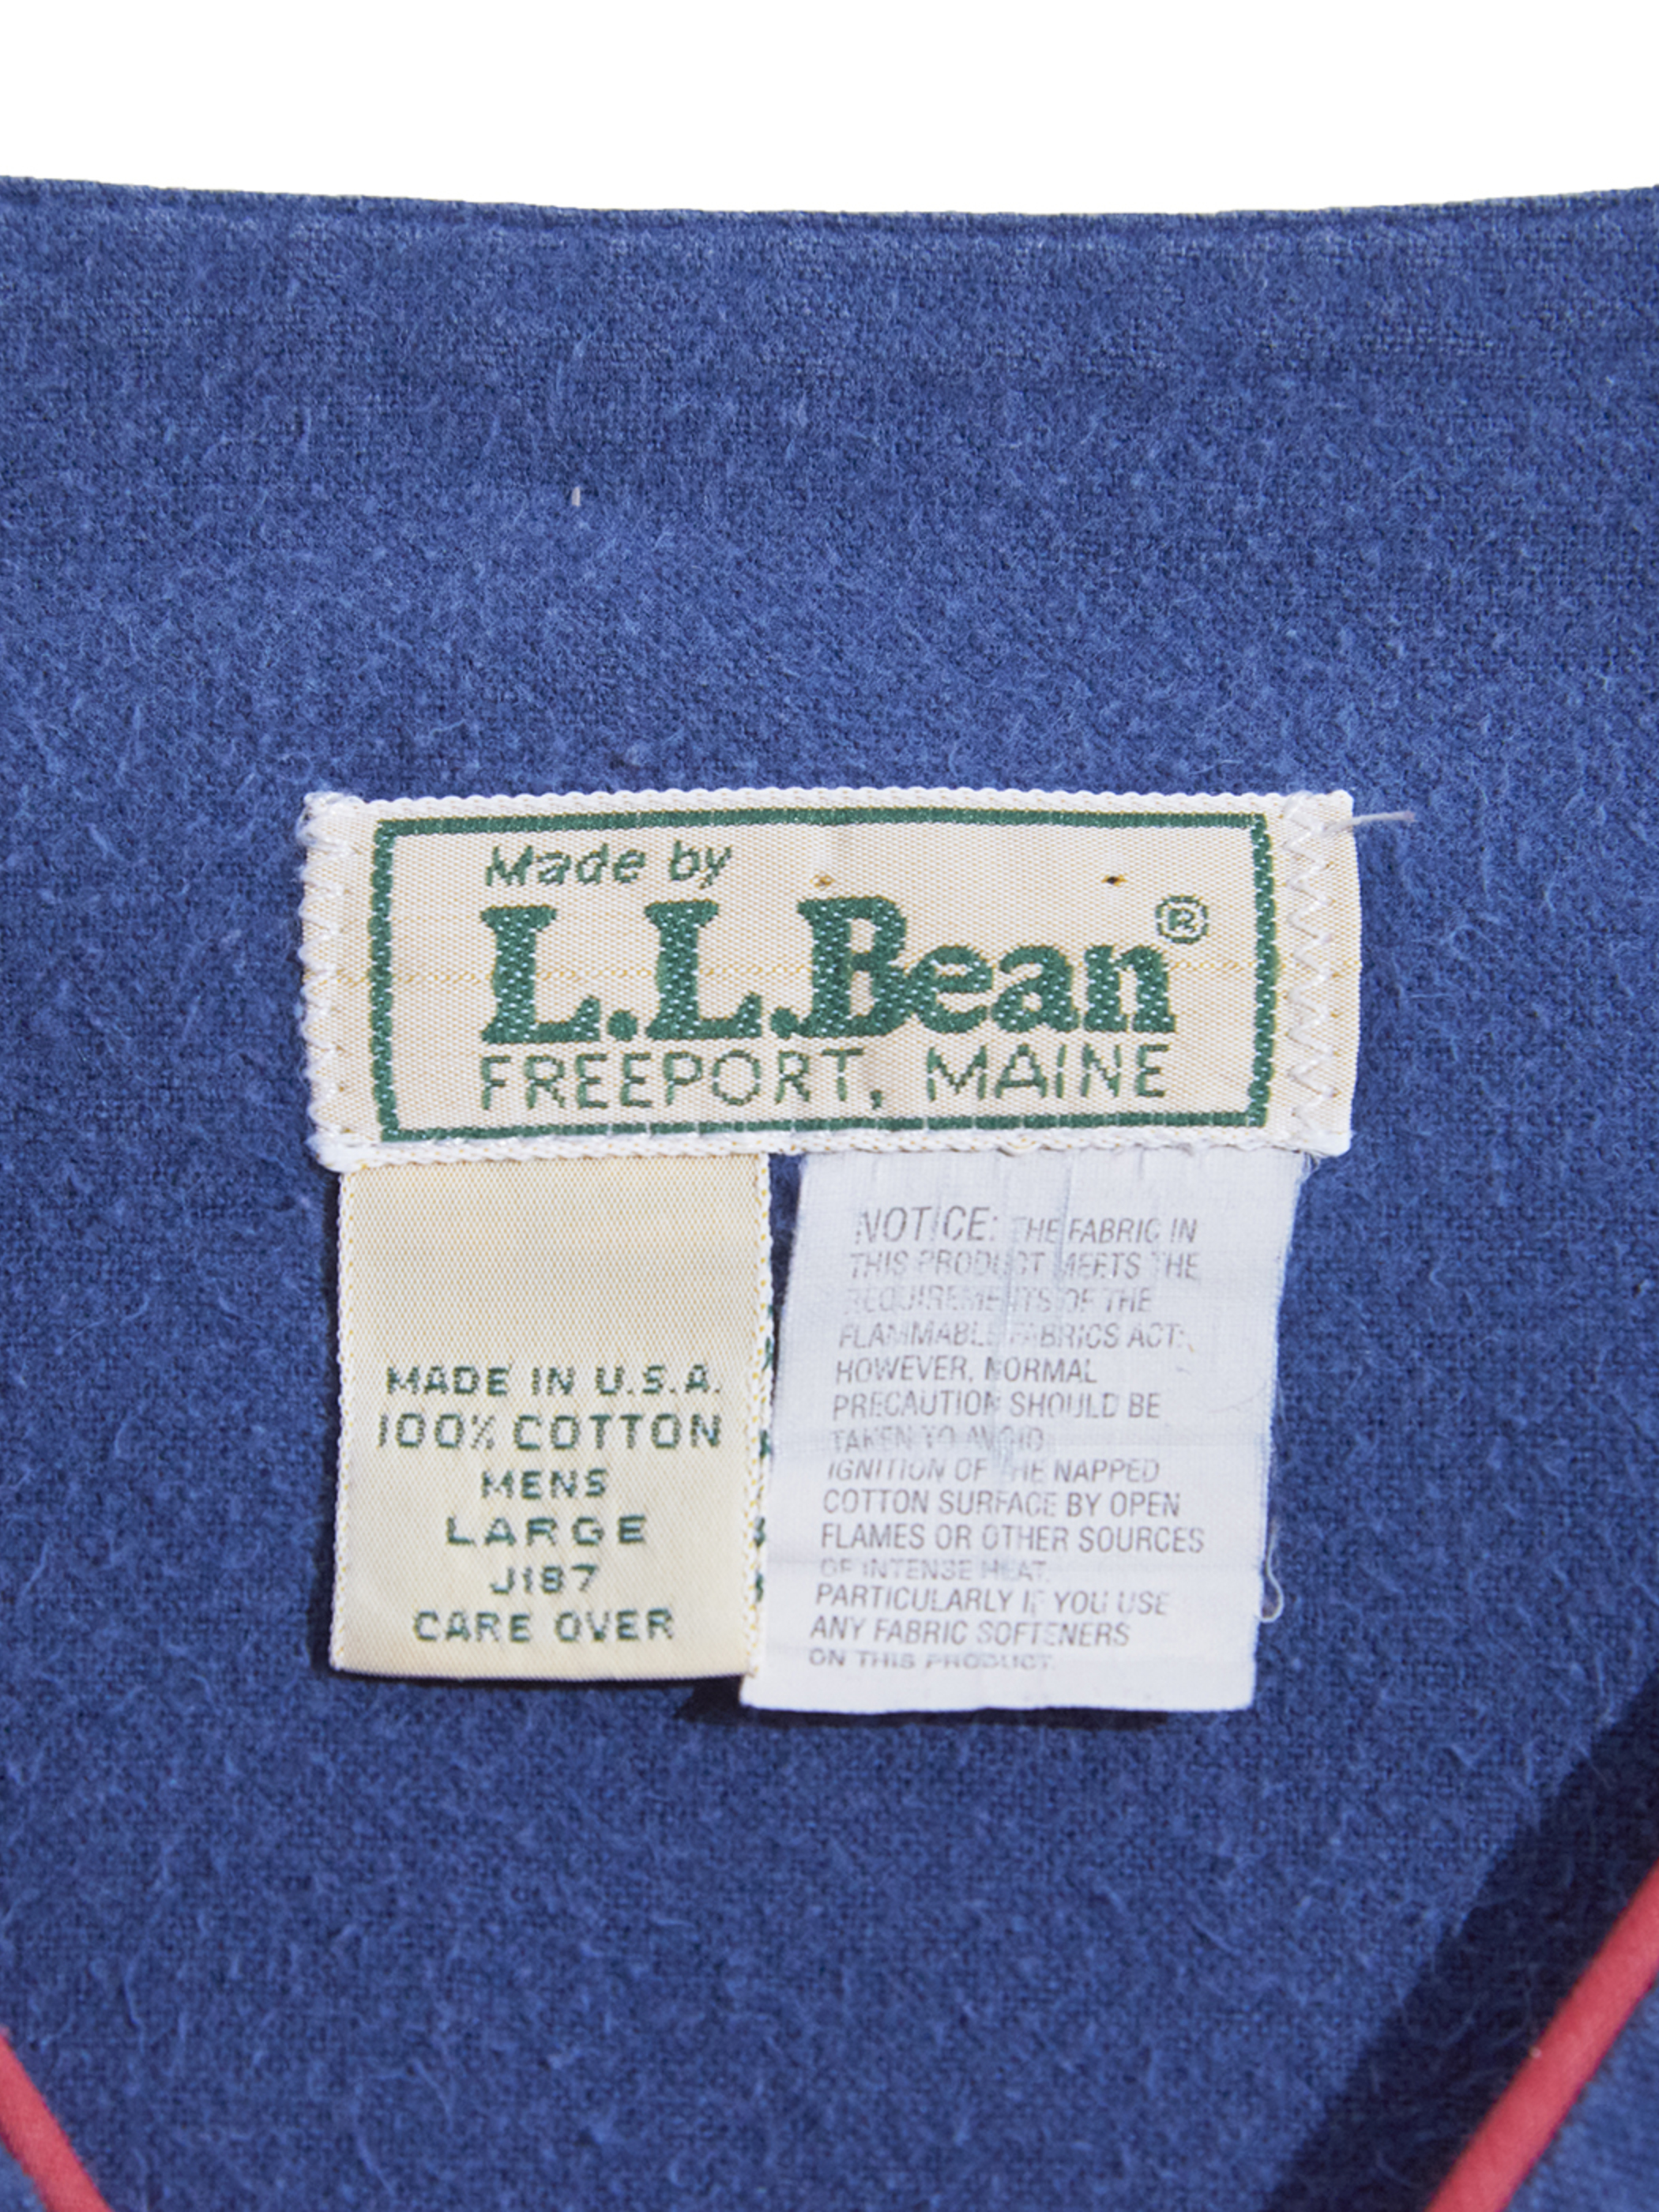 Made by
L.L.Bean®
FREEPORT, MAINE
MADE IN U.S.A.
100% COTTON
MENS
LARGE
J187
CARE OVER
NOTICE: THE FABRIC IN
THIS PRODUCT MEETS THE
REQUIREMENTS OF THE
FLAMMABLE FABRICS ACT;
HOWEVER, NORMAL
PRECAUTION SHOULD BE
TAKEN TO AVOID
IGNITION OF THE NAPPED
COTTON SURFACE BY OPEN
FLAMES OR OTHER SOURCES
OF INTENSE HEAT.
PARTICULARLY IF YOU USE
ANY FABRIC SOFTENERS
ON THIS PRODUCT.